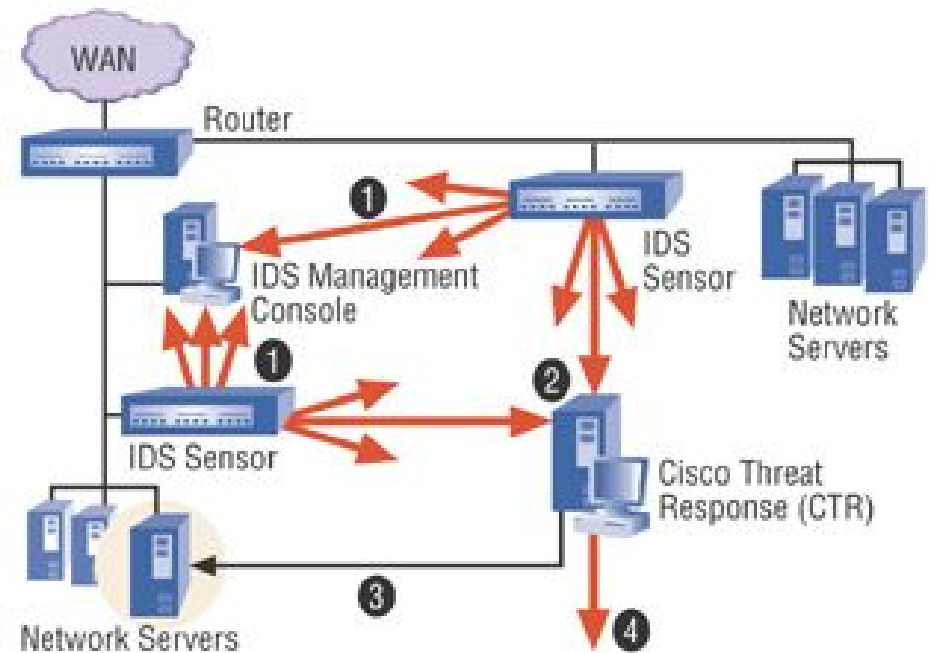 WAN
Router
1
IDS Management
Console
IDS
Sensor
Network
Servers
1
2
IDS Sensor
Cisco Threat
Response (CTR)
3
Network Servers
4